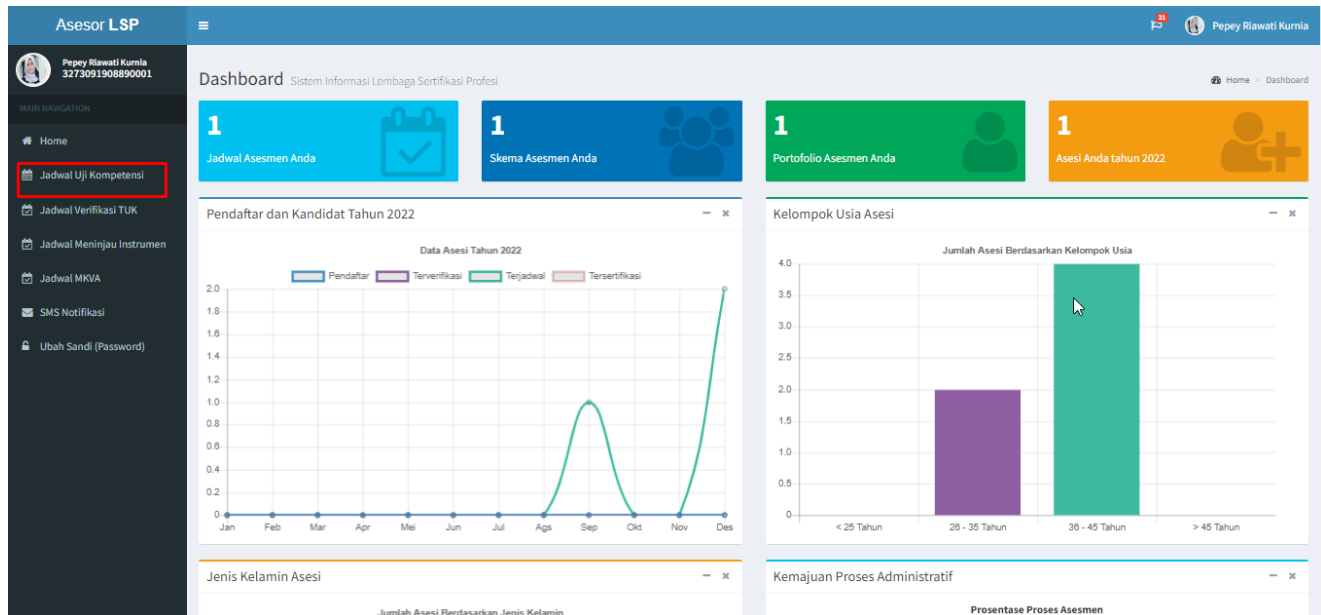 Asesor LSP
21
Pepey Riawati Kurnia
Pepey Riawati Kurnia
3273091908890001
MAIN NAVIGATION
Home
Jadwal Uji Kompetensi
Jadwal Verifikasi TUK
Jadwal Meninjau Instrumen
Jadwal MKVA
SMS Notifikasi
Ubah Sandi (Password)
Dashboard Sistem Informasi Lembaga Sertifikasi Profesi
Home > Dashboard
1
Jadwal Asesmen Anda
1
Skema Asesmen Anda
1
Portofolio Asesmen Anda
1
Asesi Anda tahun 2022
Pendaftar dan Kandidat Tahun 2022
Data Asesi Tahun 2022
Pendaftar Terverifikasi Terjadwal Tersertifikasi
2.0
1.8
1.6
1.4
1.2
1.0
0.8
0.6
0.4
0.2
0
Jan Feb Mar Apr Mei Jun Jul Ags Sep Okt Nov Des
Kelompok Usia Asesi
Jumlah Asesi Berdasarkan Kelompok Usia
4.0
3.5
3.0
2.5
2.0
1.5
1.0
0.5
0
< 25 Tahun 26 - 35 Tahun 36 - 45 Tahun > 45 Tahun
Jenis Kelamin Asesi
Jumlah Asesi Berdasarkan Jenis Kelamin
Kemajuan Proses Administratif
Prosentase Proses Asesmen